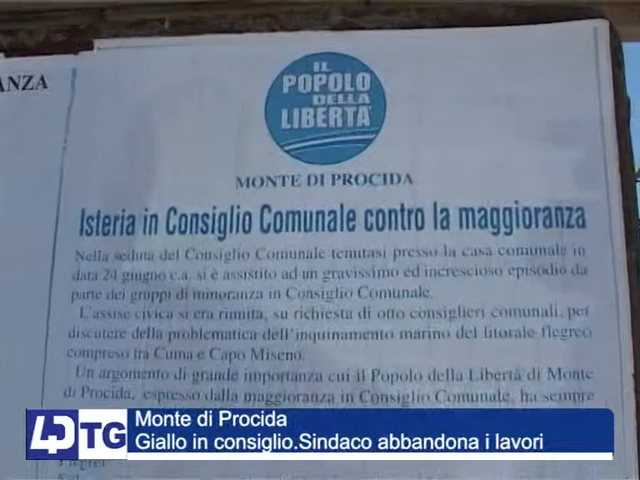 ANZA
IL
POPOLO
DELLA
LIBERTÀ
MONTE DI PROCIDA
Isteria in Consiglio Comunale contro la maggioranza
Nella seduta del Consiglio Comunale tenutasi presso la casa comunale in
data 24 giugno c.a. si è assistito ad un gravissimo ed increscioso episodio da
parte dei gruppi di minoranza in Consiglio Comunale.
L'assise civica si era riunita, su richiesta di otto consiglieri comunali, per
discutere della problematica dell'inquinamento marino del litorale flegreo
compreso tra Cuma e Capo Miseno.
Un argomento di grande importanza cui il Popolo della Libertà di Monte
di Procida, espresso dalla maggioranza in Consiglio Comunale, ha sempre
TG
Monte di Procida
Giallo in consiglio.Sindaco abbandona i lavori